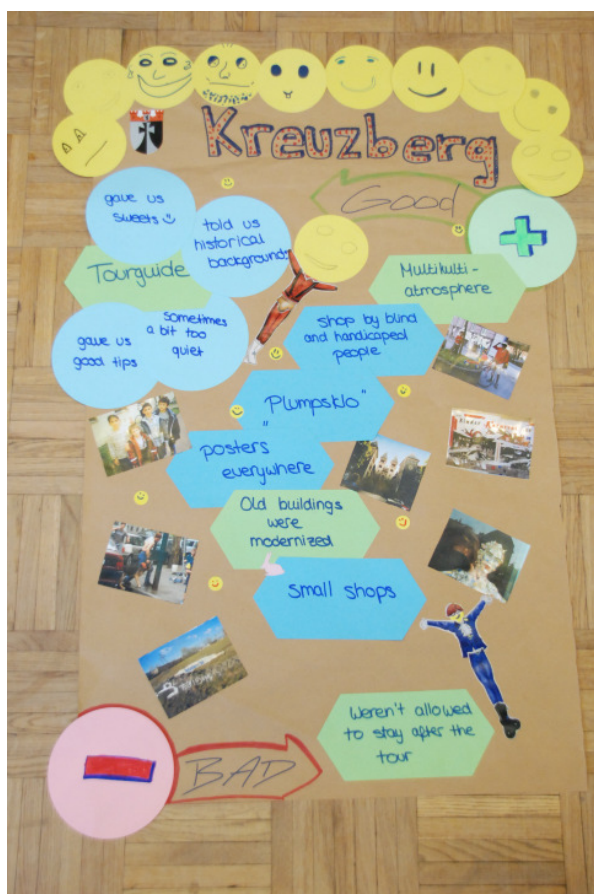 Kreuzberg
GOOD
+
gave us
sweets
told us
historical
background
Tourguide
gave us
good tips
sometimes
a bit too
quiet
Multikulti-
atmosphere
shop by blind
and handicaped
people
„Plumpsklo"
posters
everywhere
Old buildings
were
modernized
small shops
weren't allowed
to stay after the
tour
BAD
-